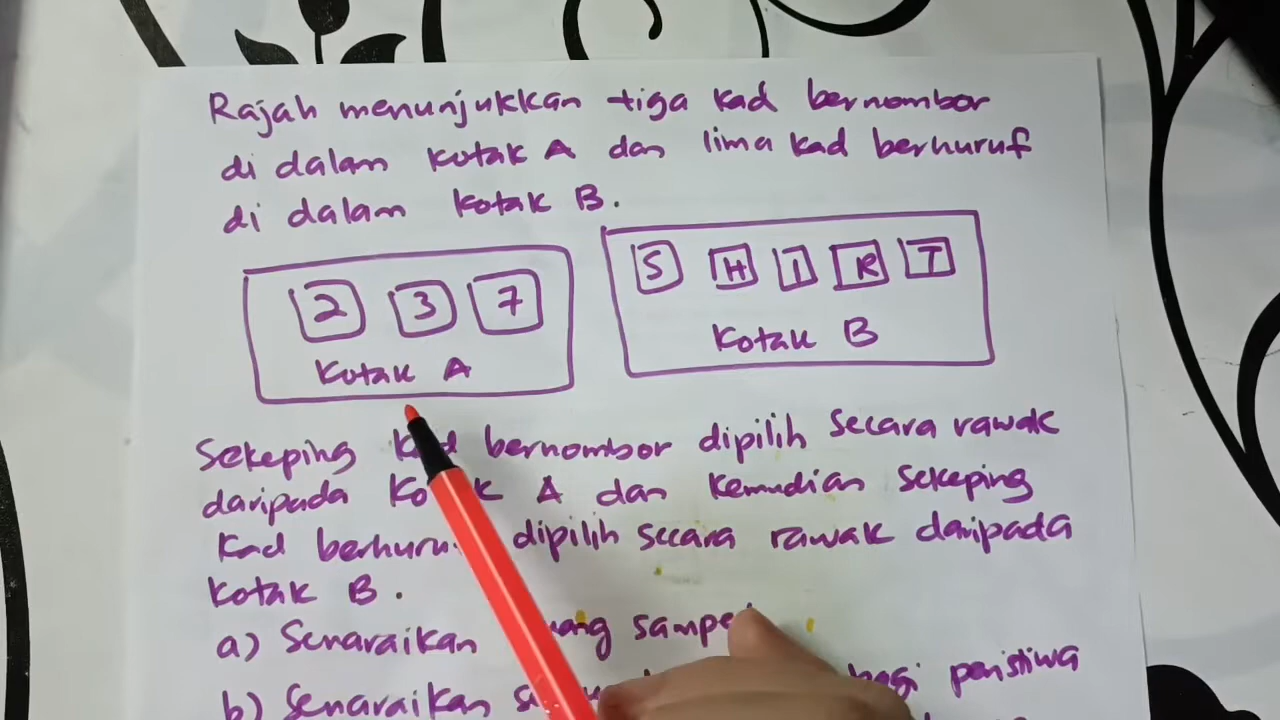 Rajah menunjukkan tiga kad bernombor
di dalam kotak A dan lima kad berhuruf
di dalam kotak B.
2 3 7
Kotak A
S H I R T
Kotak B
Sekeping kad bernombor dipilih secara rawak
daripada A dan kemudian sekeping
kad dipilih secara rawak daripada
kotak B.
a) Senaraikan
b) Senaraikan bagi peristiwa